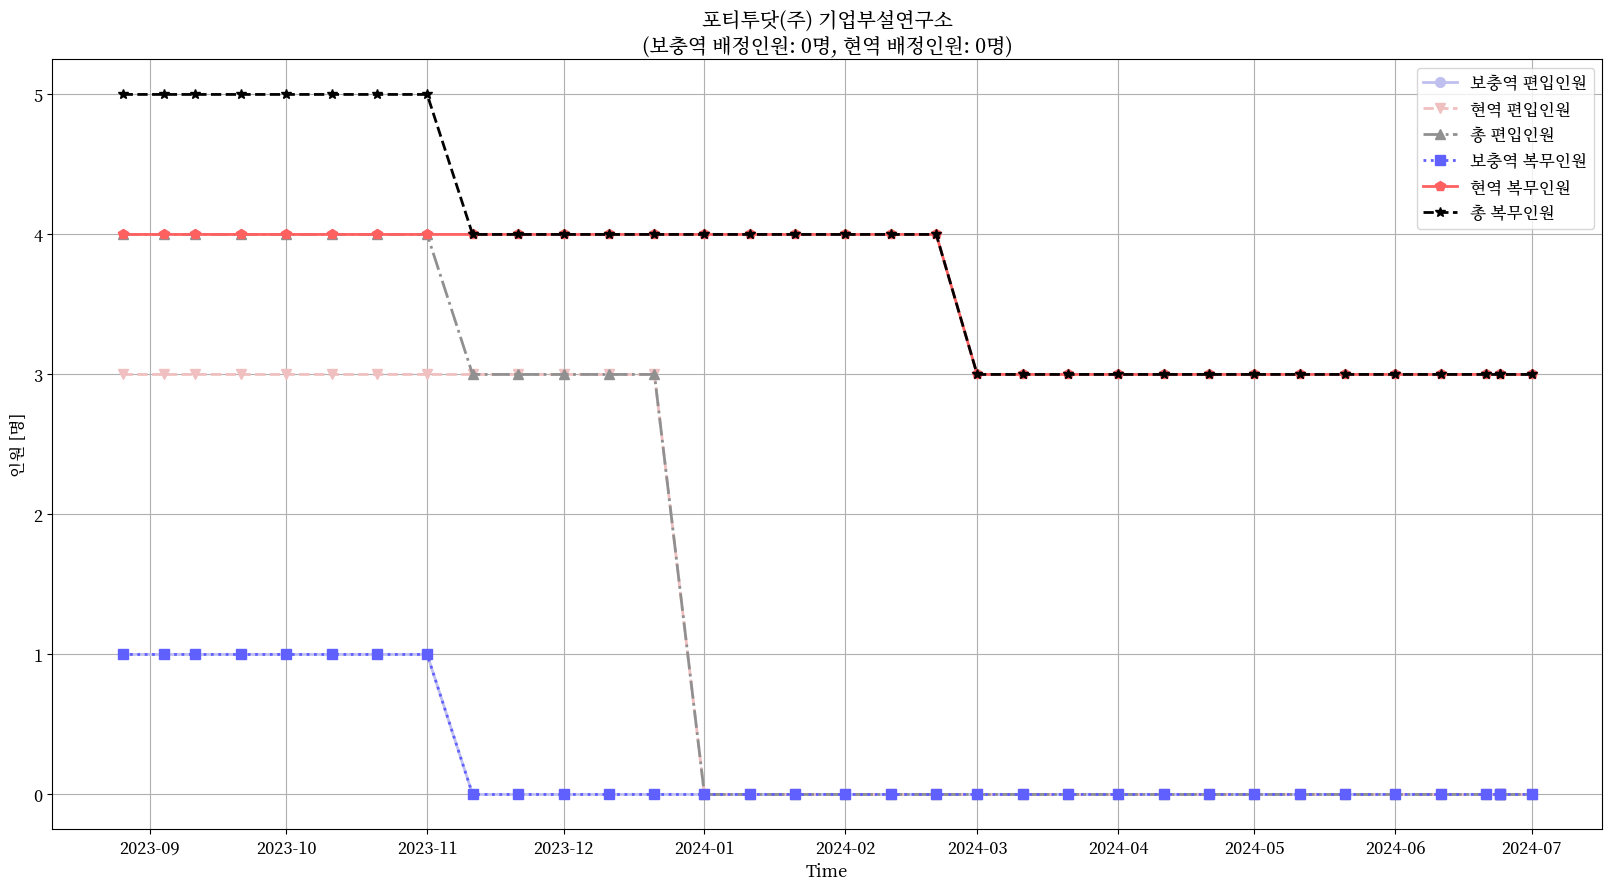 포티투닷(주) 기업부설연구소
(보충역 배정인원: 0명, 현역 배정인원: 0명)
보충역 편입인원
현역 편입인원
총 편입인원
보충역 복무인원
현역 복무인원
총 복무인원
인원 [명]
5
4
3
2
1
0
2023-09
2023-10
2023-11
2023-12
2024-01
2024-02
2024-03
2024-04
2024-05
2024-06
2024-07
Time